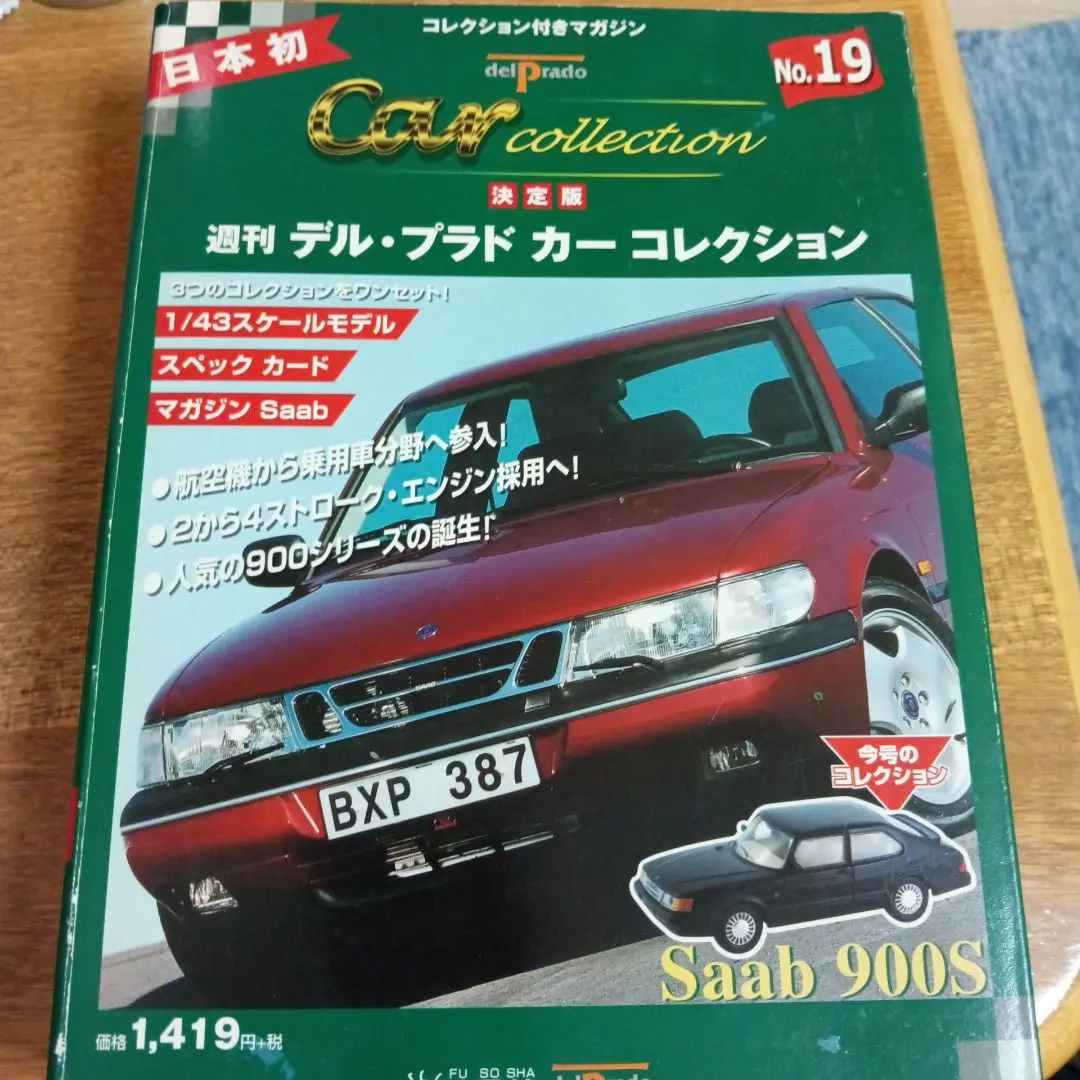 日本初
コレクション付きマガジン
delPrado
No.19
Car collection
決定版
週刊 デル・プラド カー コレクション
3つのコレクションをワンセット!
1/43スケールモデル
スペック カード
マガジン Saab
●航空機から乗用車分野へ参入!
●2から4ストローク・エンジン採用へ!
●人気の900シリーズの誕生!
BXP 387
今号の
コレクション
Saab 900S
価格1,419円+税
FU SO SHA
delPrado